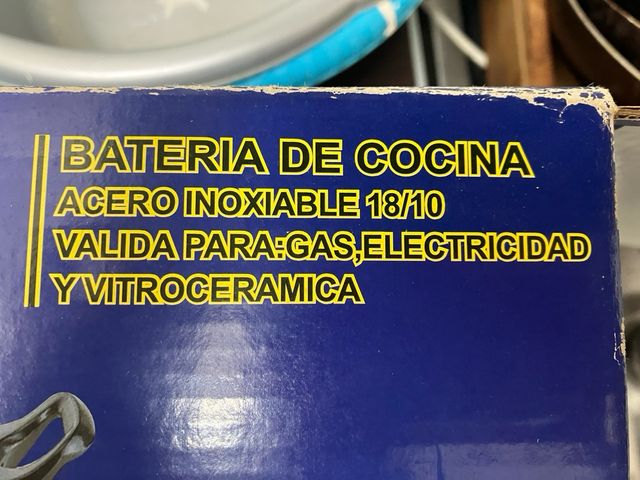 BATERIA DE COCINA
ACERO INOXIABLE 18/10
VALIDA PARA:GAS,ELECTRICIDAD
Y VITROCERAMICA